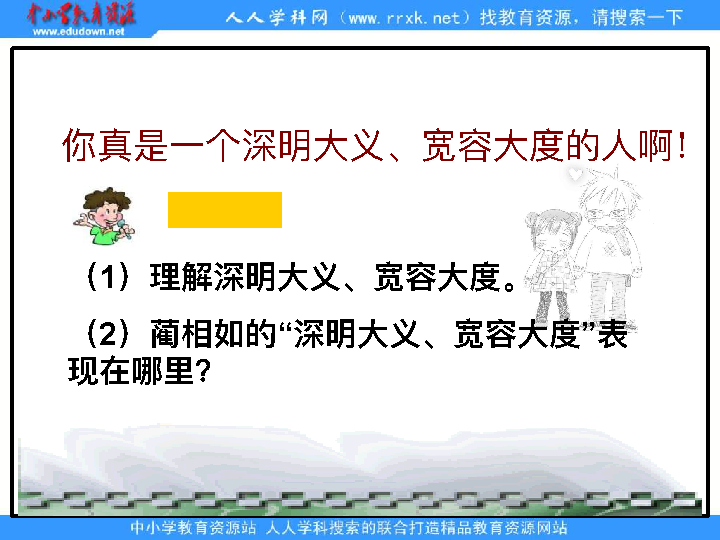 中小学教育资源
www.edudown.net
人人学科网（www.rrxk.net）找教育资源，请搜索一下
你真是一个深明大义、宽容大度的人啊！
（1）理解深明大义、宽容大度。
（2）蔺相如的“深明大义、宽容大度”表
现在哪里？
中小学教育资源站 人人学科搜索的联合打造精品教育资源网站